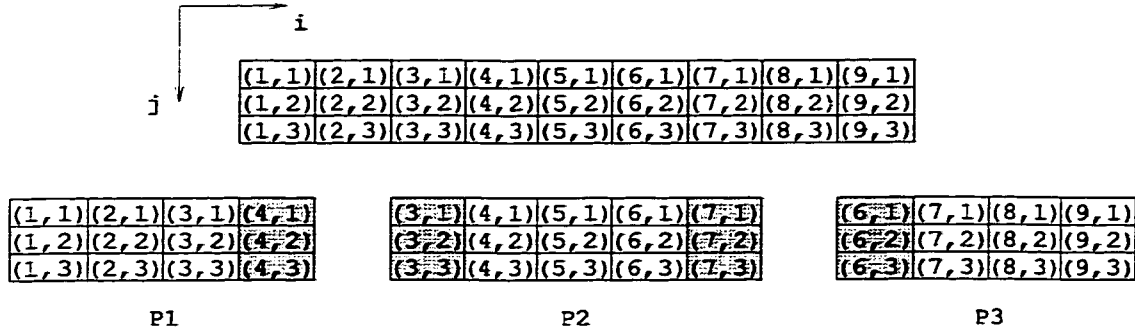 i
j
(1,1) (2,1) (3,1) (4,1) (5,1) (6,1) (7,1) (8,1) (9,1)
(1,2) (2,2) (3,2) (4,2) (5,2) (6,2) (7,2) (8,2) (9,2)
(1,3) (2,3) (3,3) (4,3) (5,3) (6,3) (7,3) (8,3) (9,3)
(1,1) (2,1) (3,1) (4,1) (3,1) (4,1) (5,1) (6,1) (7,1) (6,1) (7,1) (8,1) (9,1)
(1,2) (2,2) (3,2) (4,2) (3,2) (4,2) (5,2) (6,2) (7,2) (6,2) (7,2) (8,2) (9,2)
(1,3) (2,3) (3,3) (4,3) (3,3) (4,3) (5,3) (6,3) (7,3) (6,3) (7,3) (8,3) (9,3)
P1 P2 P3